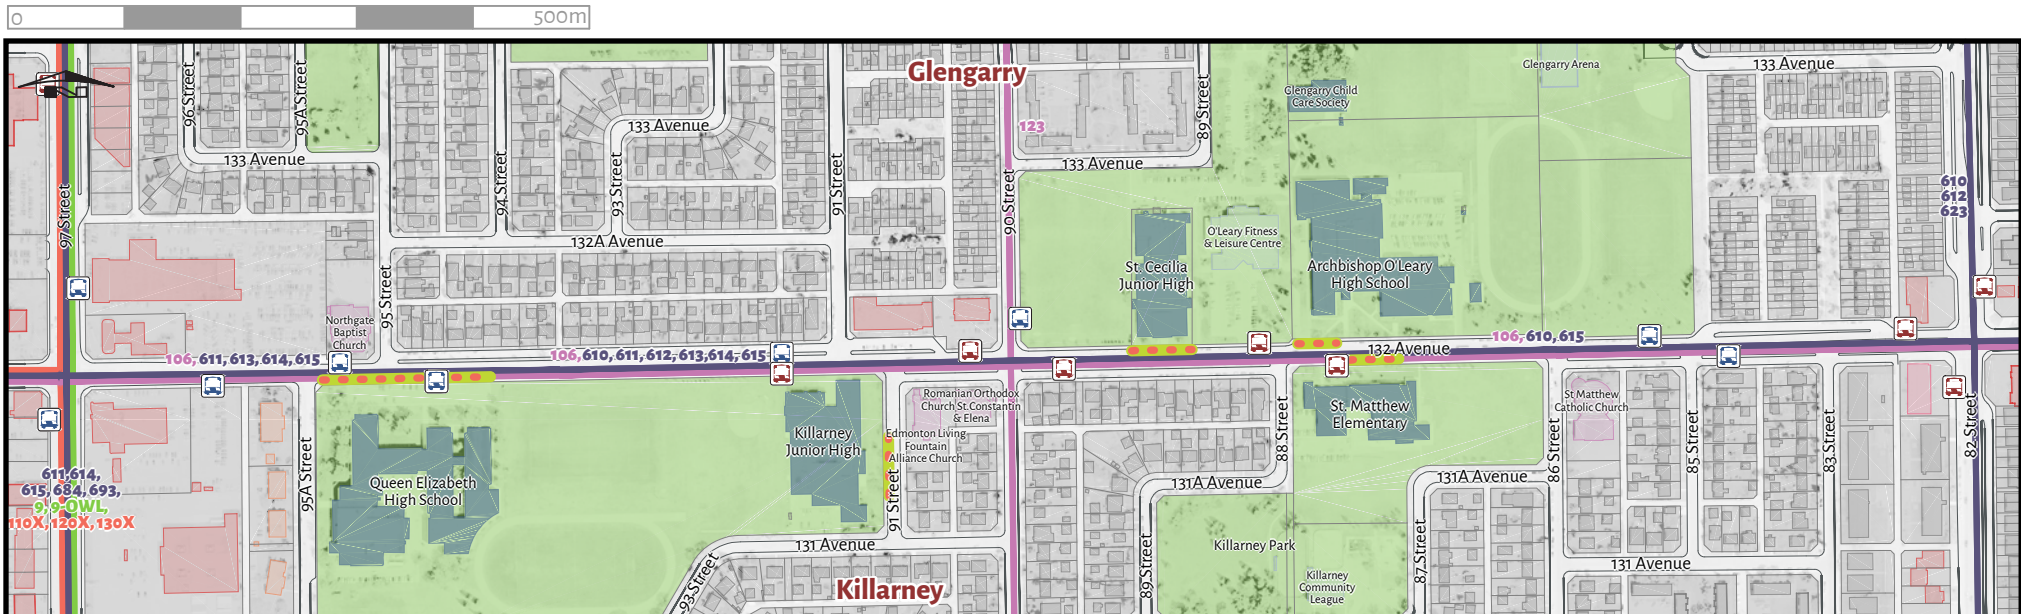 0
500m
Glengarry
Glengarry Arena
133 Avenue
Glengarry Child
Care Society
96 Street
95A Street
89 Street
123
133 Avenue
133 Avenue
133 Avenue
94 Street
93 Street
91 Street
90 Street
97 Street
610
612
623
132A Avenue
O'Leary Fitness
& Leisure Centre
St. Cecilia
Junior High
Archbishop O'Leary
High School
95 Street
Northgate
Baptist
Church
106, 611, 613, 614, 615
106, 610, 611, 612, 613, 614, 615
106, 610, 615
132 Avenue
Romanian Orthodox
Church St.Constantin
& Elena
St Matthew
Catholic Church
St. Matthew
Elementary
Killarney
Junior High
Edmonton Living
Fountain
Alliance Church
88 Street
86 Street
85 Street
83 Street
82 Street
95A Street
91 Street
611, 614,
615, 684, 693,
9, 9-OWL,
110X, 120X, 130X
Queen Elizabeth
High School
131A Avenue
131A Avenue
131 Avenue
Killarney Park
89 Street
87 Street
131 Avenue
93 Street
Killarney
Killarney
Community
League